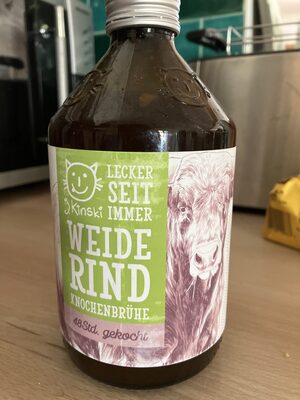 LECKER
SEIT
IMMER
J Kinski
WEIDE
RIND
KNOCHENBRÜHE
48 Std. gekocht